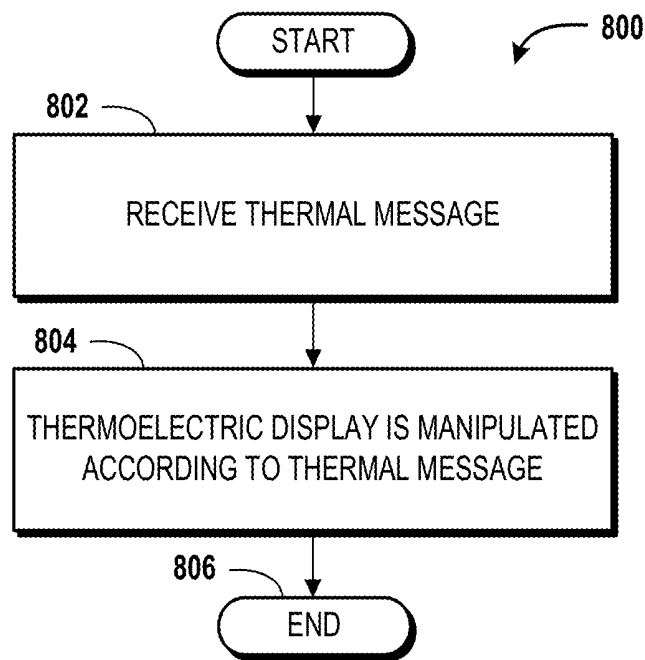 START
800
802
RECEIVE THERMAL MESSAGE
804
THERMOELECTRIC DISPLAY IS MANIPULATED
ACCORDING TO THERMAL MESSAGE
806
END